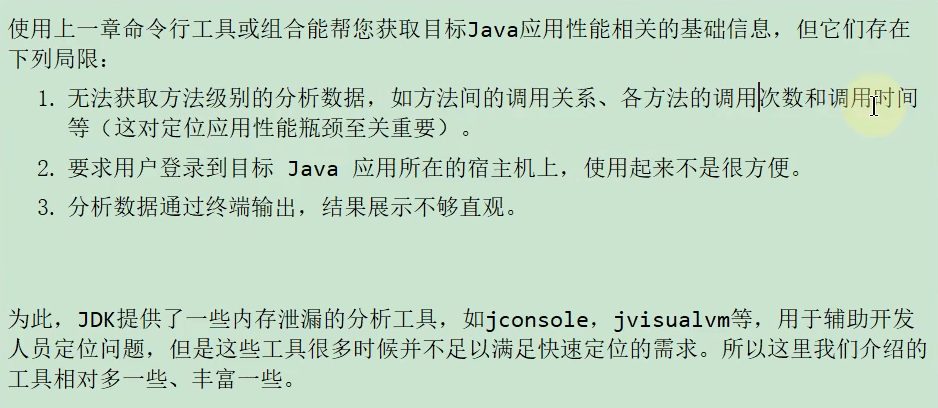 使用上一章命令行工具或组合能帮您获取目标Java应用性能相关的基础信息，但它们存在
下列局限：
1. 无法获取方法级别的分析数据，如方法间的调用关系、各方法的调用次数和调用时间
等（这对定位应用性能瓶颈至关重要）。
2. 要求用户登录到目标 Java 应用所在的宿主机上，使用起来不是很方便。
3. 分析数据通过终端输出，结果展示不够直观。
为此，JDK提供了一些内存泄漏的分析工具，如jconsole，jvisualvm等，用于辅助开发
人员定位问题，但是这些工具很多时候并不足以满足快速定位的需求。所以这里我们介绍的
工具相对多一些、丰富一些。